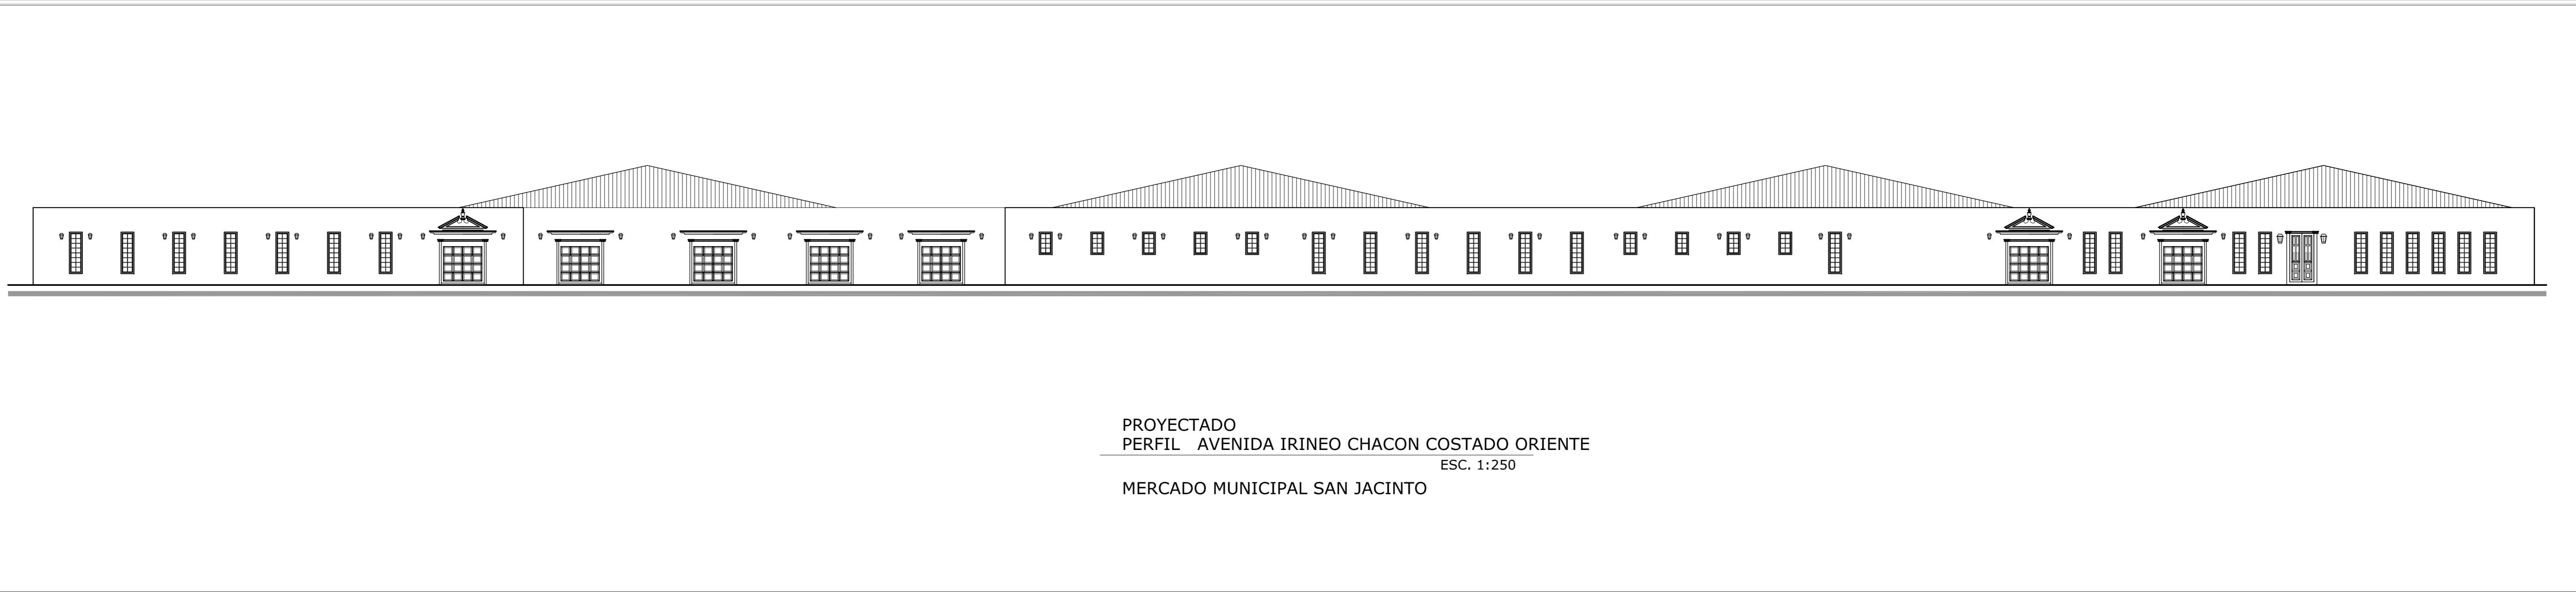 PROYECTADO
PERFIL AVENIDA IRINEO CHACON COSTADO ORIENTE
ESC. 1:250
MERCADO MUNICIPAL SAN JACINTO